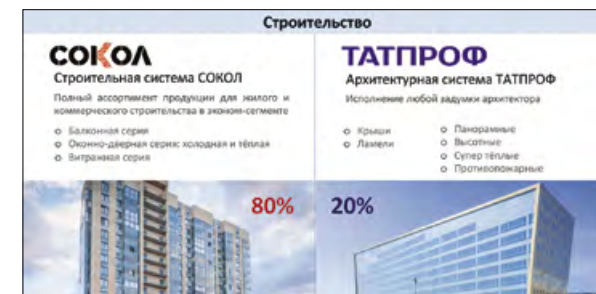 Строительство
СОКОЛ
Строительная система СОКОЛ
Полный ассортимент продукции для жилого и
коммерческого строительства в эконом-сегменте
Балконная серия
Оконно-дверная серия: холодная и тёплая
Витражная серия
80%
ТАТПРОФ
Архитектурная система ТАТПРОФ
Исполнение любой задумки архитектора
Крыши
Ламели
Панорамные
Высотные
Супер тёплые
Противопожарные
20%